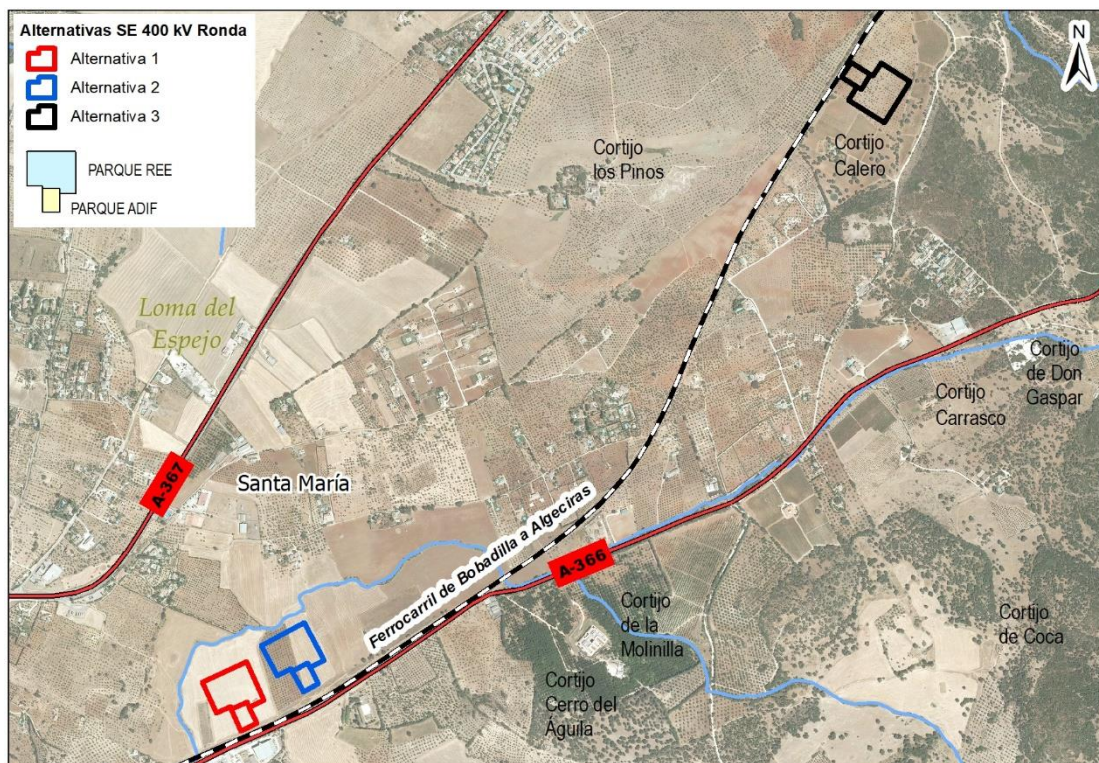 Alternativas SE 400 kV Ronda
Alternativa 1
Alternativa 2
Alternativa 3
PARQUE REE
PARQUE ADIF
N
Cortijo
los Pinos
Cortijo
Calero
Loma del
Espejo
Cortijo
de Don
Gaspar
Cortijo
Carrasco
A-367
Santa María
Ferrocarril de Bobadilla a Algeciras
A-366
Cortijo
de la
Molinilla
Cortijo
de Coca
Cortijo
Cerro del
Águila